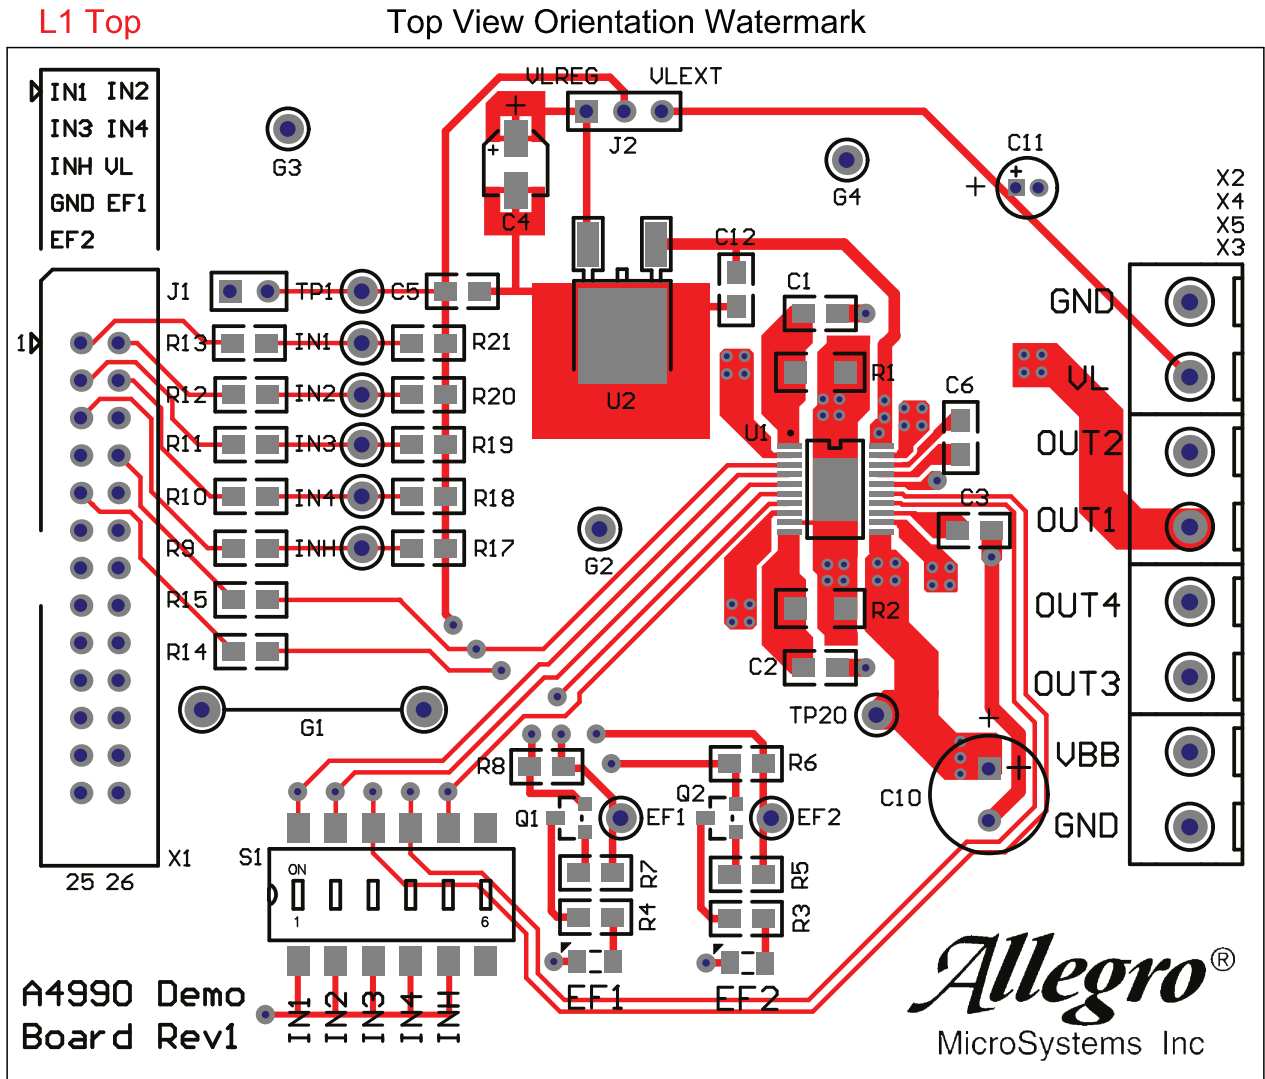 L1 Top
Top View Orientation Watermark
IN1 IN2
IN3 IN4
INH VL
GND EF1
EF2
VLREG
VLEXT
+
+
J2
C4
G3
G4
C11
+
+
X2
X4
X5
X3
C12
C1
J1
TP1
C5
GND
1
R13
IN1
R21
R1
VL
U2
R12
IN2
R20
C6
U1
R11
IN3
R19
OUT2
R10
IN4
R18
C3
OUT1
R9
INH
R17
G2
R15
R2
OUT4
R14
C2
OUT3
G1
TP20
+
VBB
R8
R6
+
C10
Q2
GND
Q1
EF1
EF2
S1
X1
ON
R7
R5
25 26
1
6
R4
R3
EF1
EF2
IN1
IN2
IN3
IN4
INH
A4990 Demo
Board Rev1
Allegro®
MicroSystems Inc